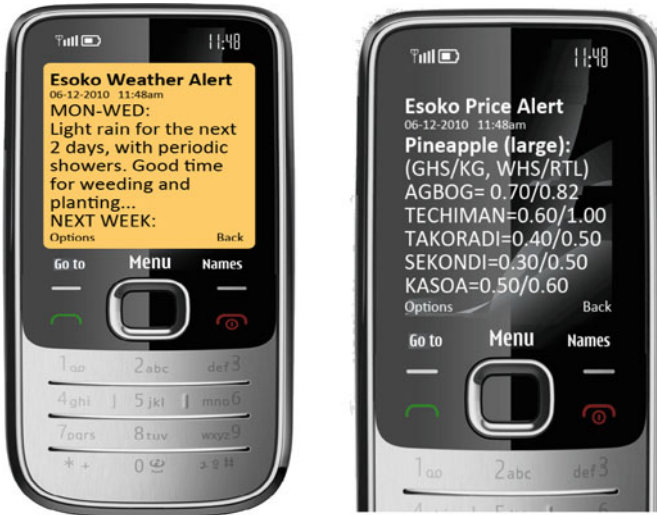 11:48
Esoko Weather Alert
06-12-2010 11:48am
MON-WED:
Light rain for the next
2 days, with periodic
showers. Good time
for weeding and
planting...
NEXT WEEK:
Options Back
Go to Menu Names
1 2abc def3
4ghi 5jkl mno6
7pqrs 8tuv wxyz9
* + 0 #
11:48
Esoko Price Alert
06-12-2010 11:48am
Pineapple (large):
(GHS/KG, WHS/RTL)
AGBOG= 0.70/0.82
TECHIMAN=0.60/1.00
TAKORADI=0.40/0.50
SEKONDI=0.30/0.50
KASOA=0.50/0.60
Options Back
Go to Menu Names
1 2abc def3